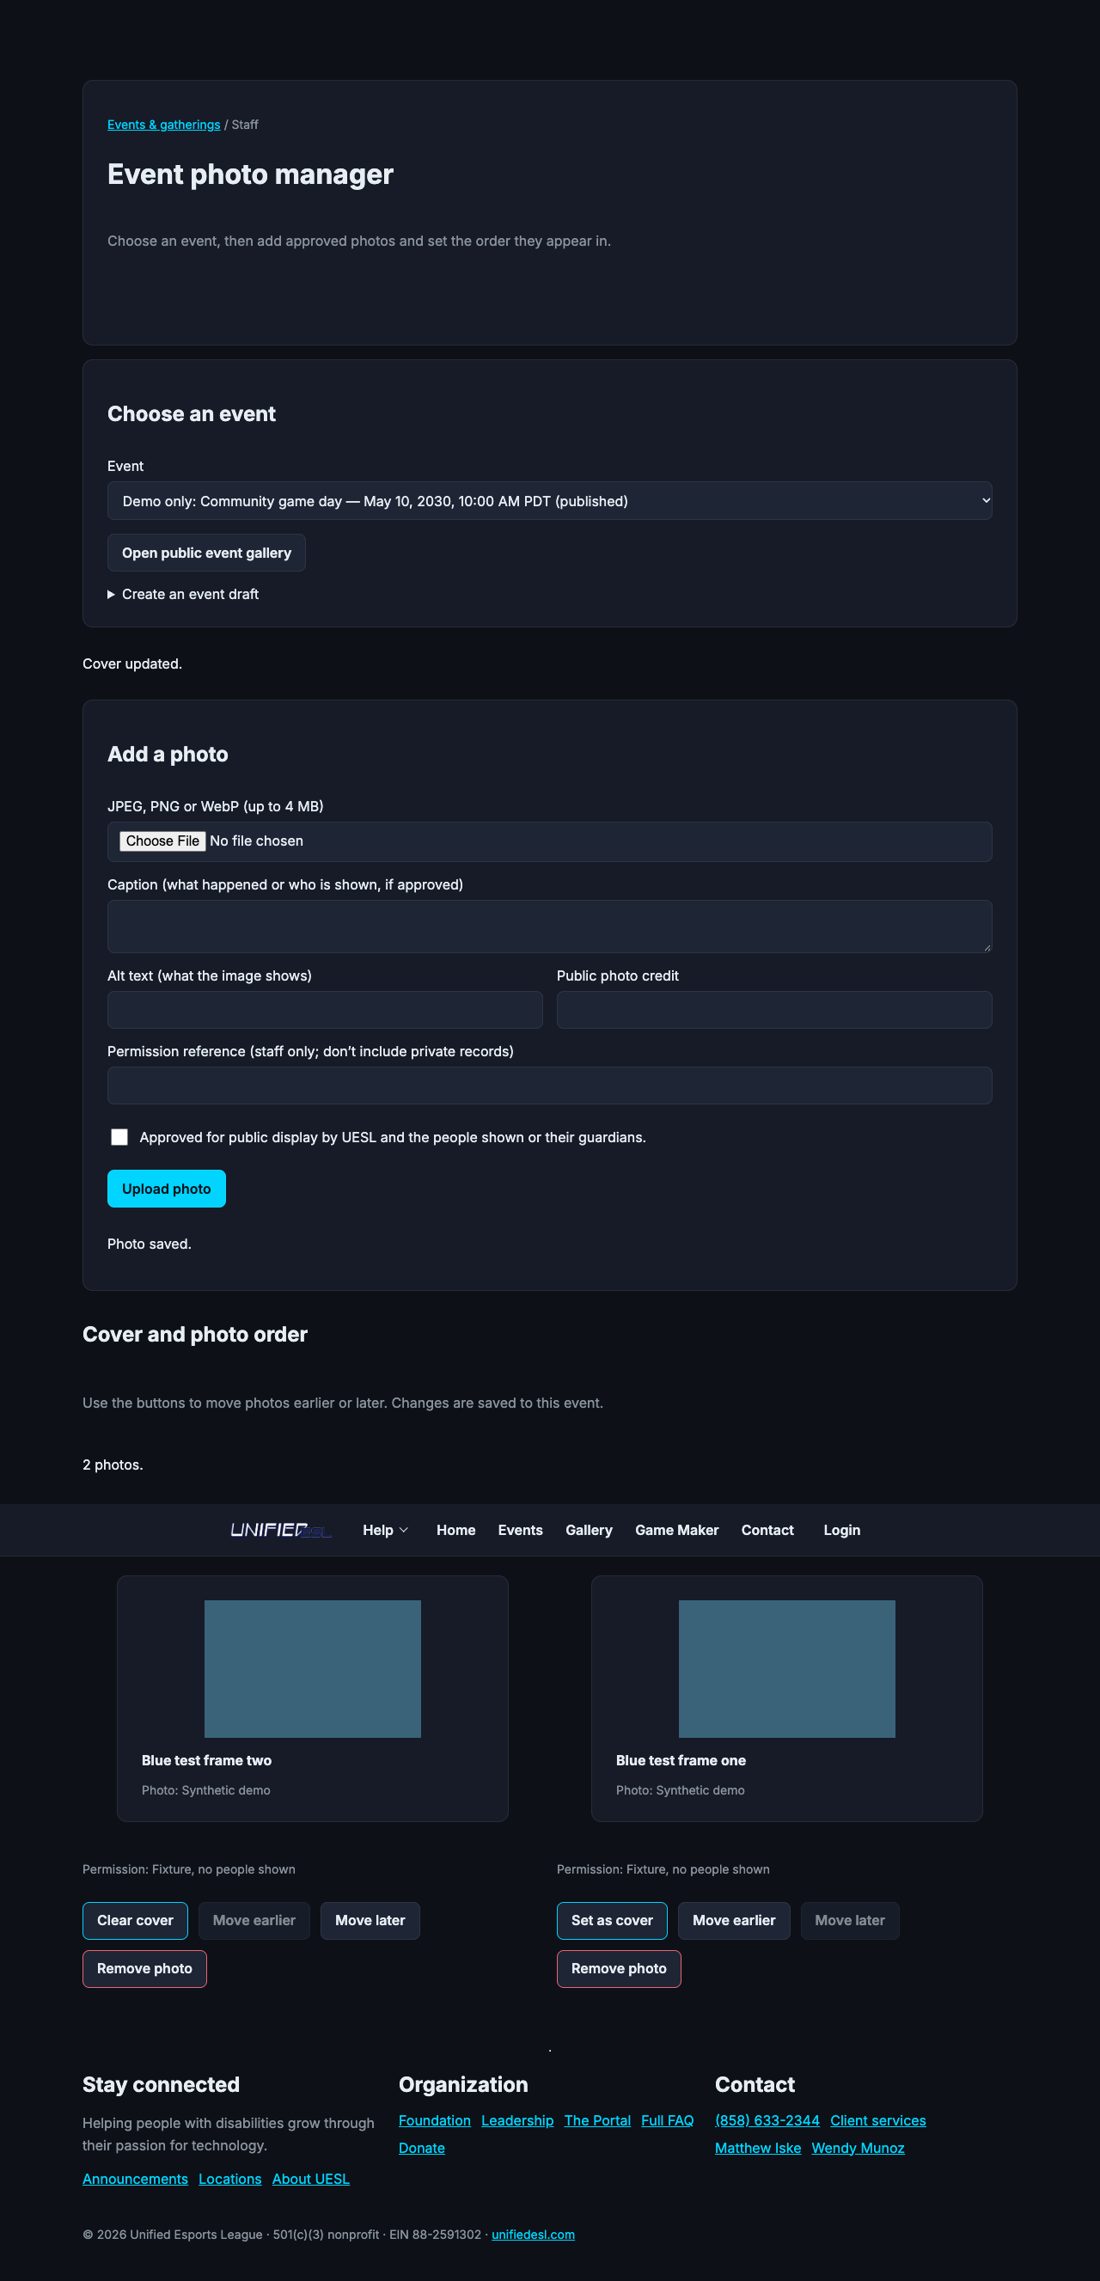 Events & gatherings / Staff
Event photo manager
Choose an event, then add approved photos and set the order they appear in.
Choose an event
Event
Demo only: Community game day — May 10, 2030, 10:00 AM PDT (published)
Open public event gallery
Create an event draft
Cover updated.
Add a photo
JPEG, PNG or WebP (up to 4 MB)
Choose File No file chosen
Caption (what happened or who is shown, if approved)
Alt text (what the image shows)
Public photo credit
Permission reference (staff only; don’t include private records)
Approved for public display by UESL and the people shown or their guardians.
Upload photo
Photo saved.
Cover and photo order
Use the buttons to move photos earlier or later. Changes are saved to this event.
2 photos.
UNIFIED ESL Help Home Events Gallery Game Maker Contact Login
Blue test frame two
Photo: Synthetic demo
Permission: Fixture, no people shown
Clear cover Move earlier Move later
Remove photo
Blue test frame one
Photo: Synthetic demo
Permission: Fixture, no people shown
Set as cover Move earlier Move later
Remove photo
.
Stay connected
Helping people with disabilities grow through
their passion for technology.
Announcements Locations About UESL
Organization
Foundation Leadership The Portal Full FAQ
Donate
Contact
(858) 633-2344 Client services
Matthew Iske Wendy Munoz
© 2026 Unified Esports League · 501(c)(3) nonprofit · EIN 88-2591302 · unifiedesl.com